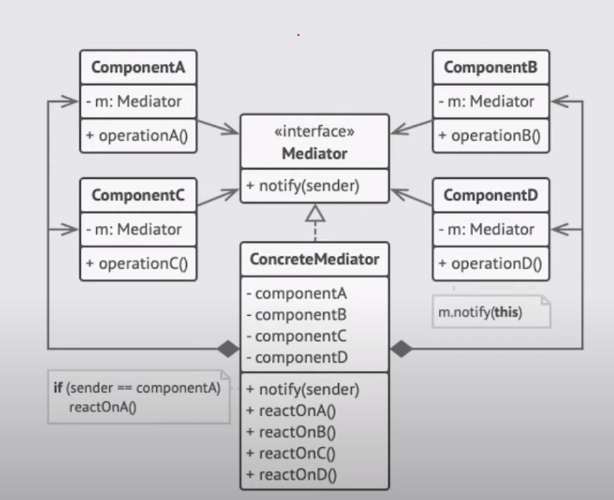 ComponentA
- m: Mediator
+ operationA()
ComponentB
- m: Mediator
+ operationB()
«interface»
Mediator
+ notify(sender)
ComponentC
- m: Mediator
+ operationC()
ComponentD
- m: Mediator
+ operationD()
m.notify(this)
ConcreteMediator
- componentA
- componentB
- componentC
- componentD
+ notify(sender)
+ reactOnA()
+ reactOnB()
+ reactOnC()
+ reactOnD()
if (sender == componentA)
reactOnA()